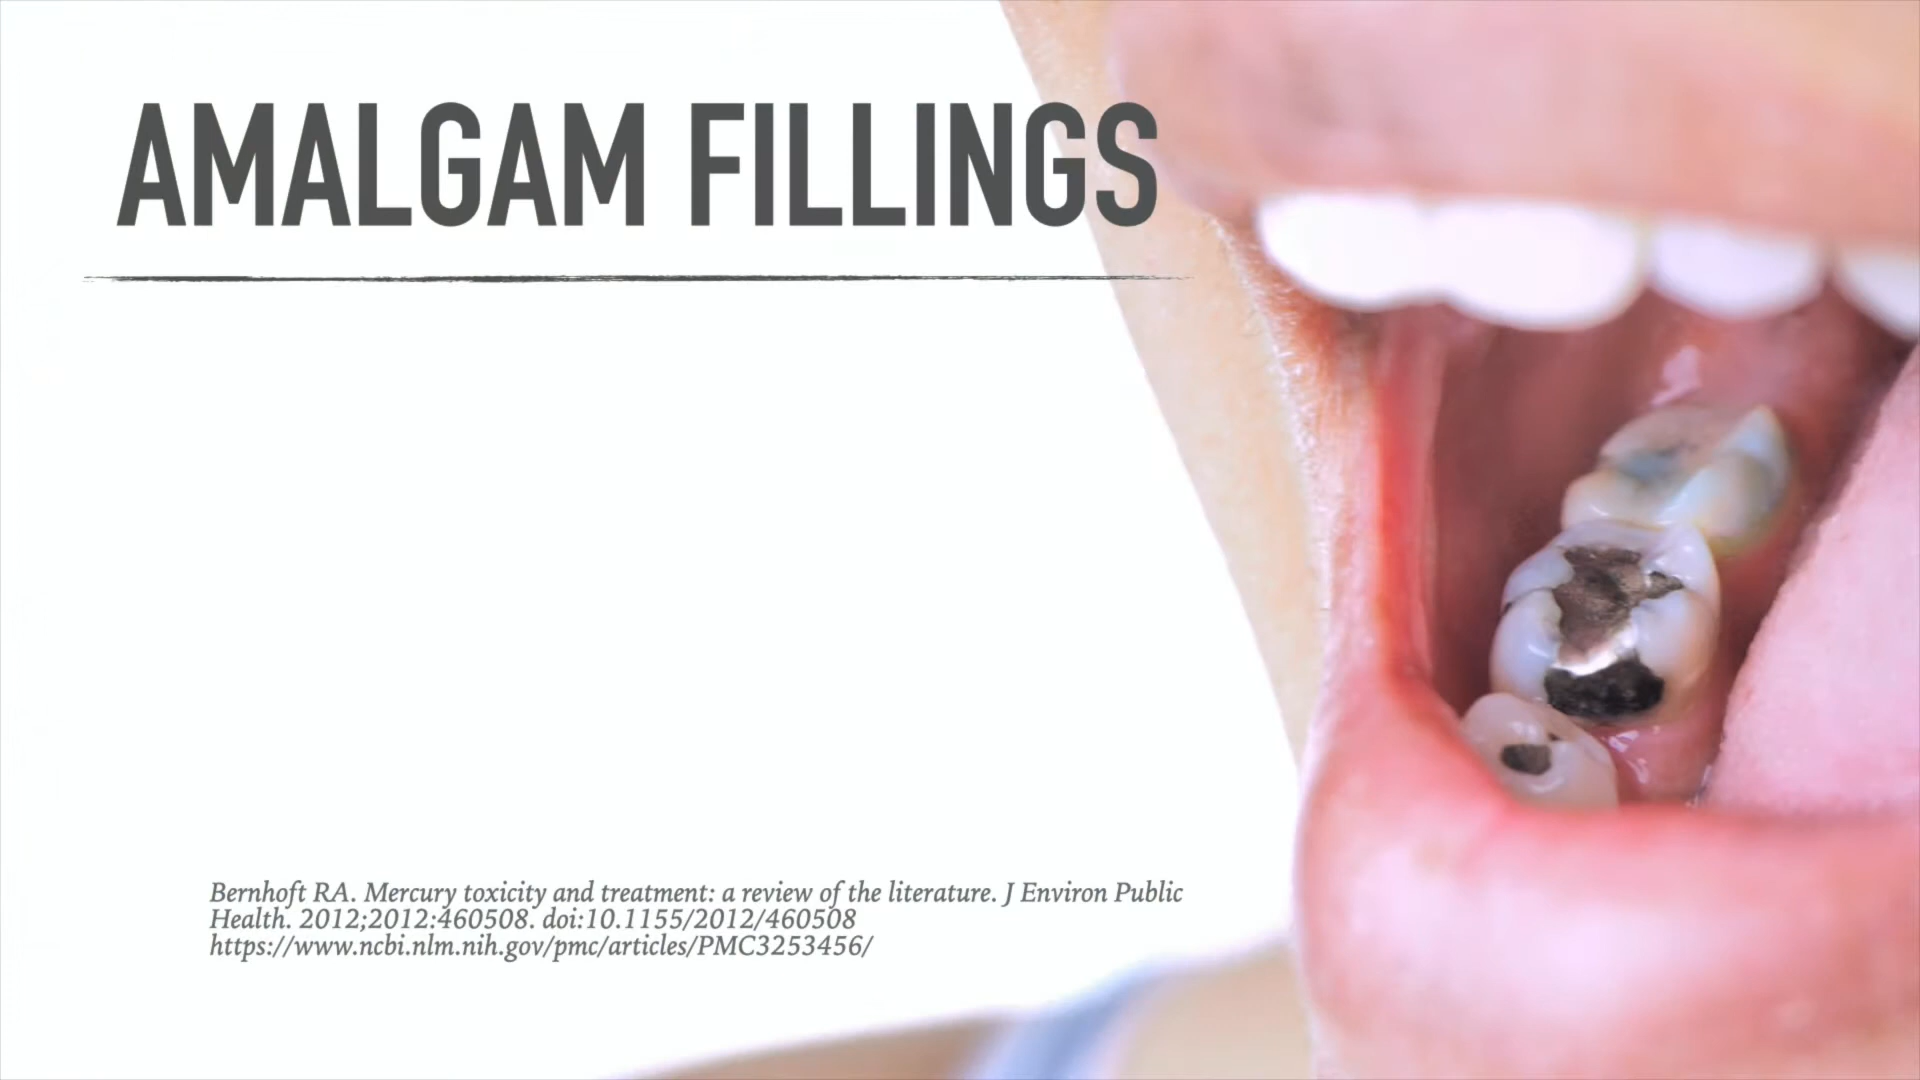 AMALGAM FILLINGS
Bernhoft RA. Mercury toxicity and treatment: a review of the literature. J Environ Public
Health. 2012;2012:460508. doi:10.1155/2012/460508
https://www.ncbi.nlm.nih.gov/pmc/articles/PMC3253456/